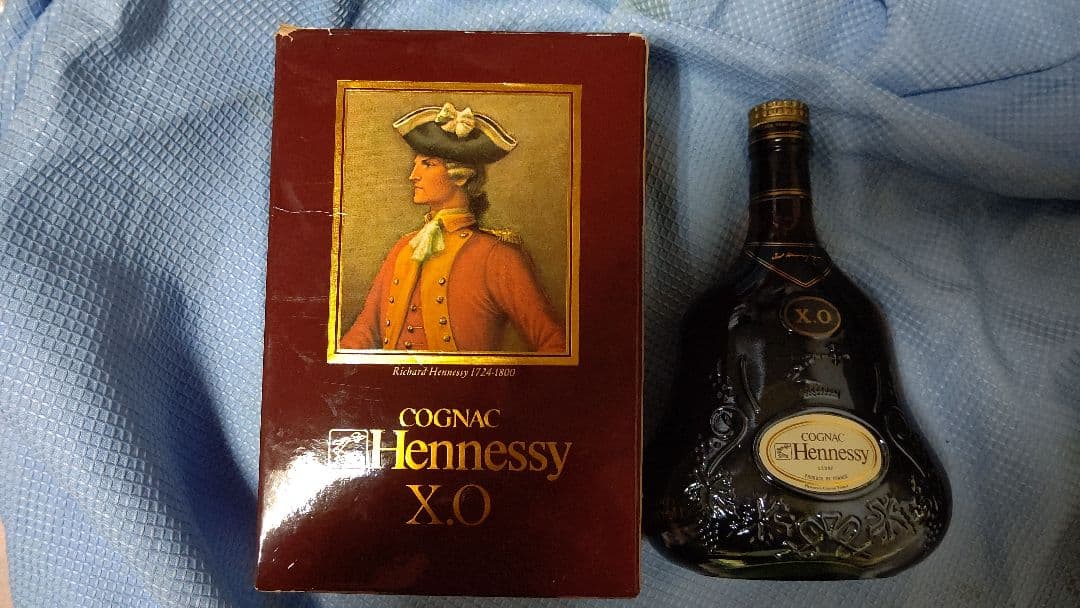 Richard Hennessy 1724-1800
COGNAC
Hennessy
X.O
X.O
COGNAC
Hennessy